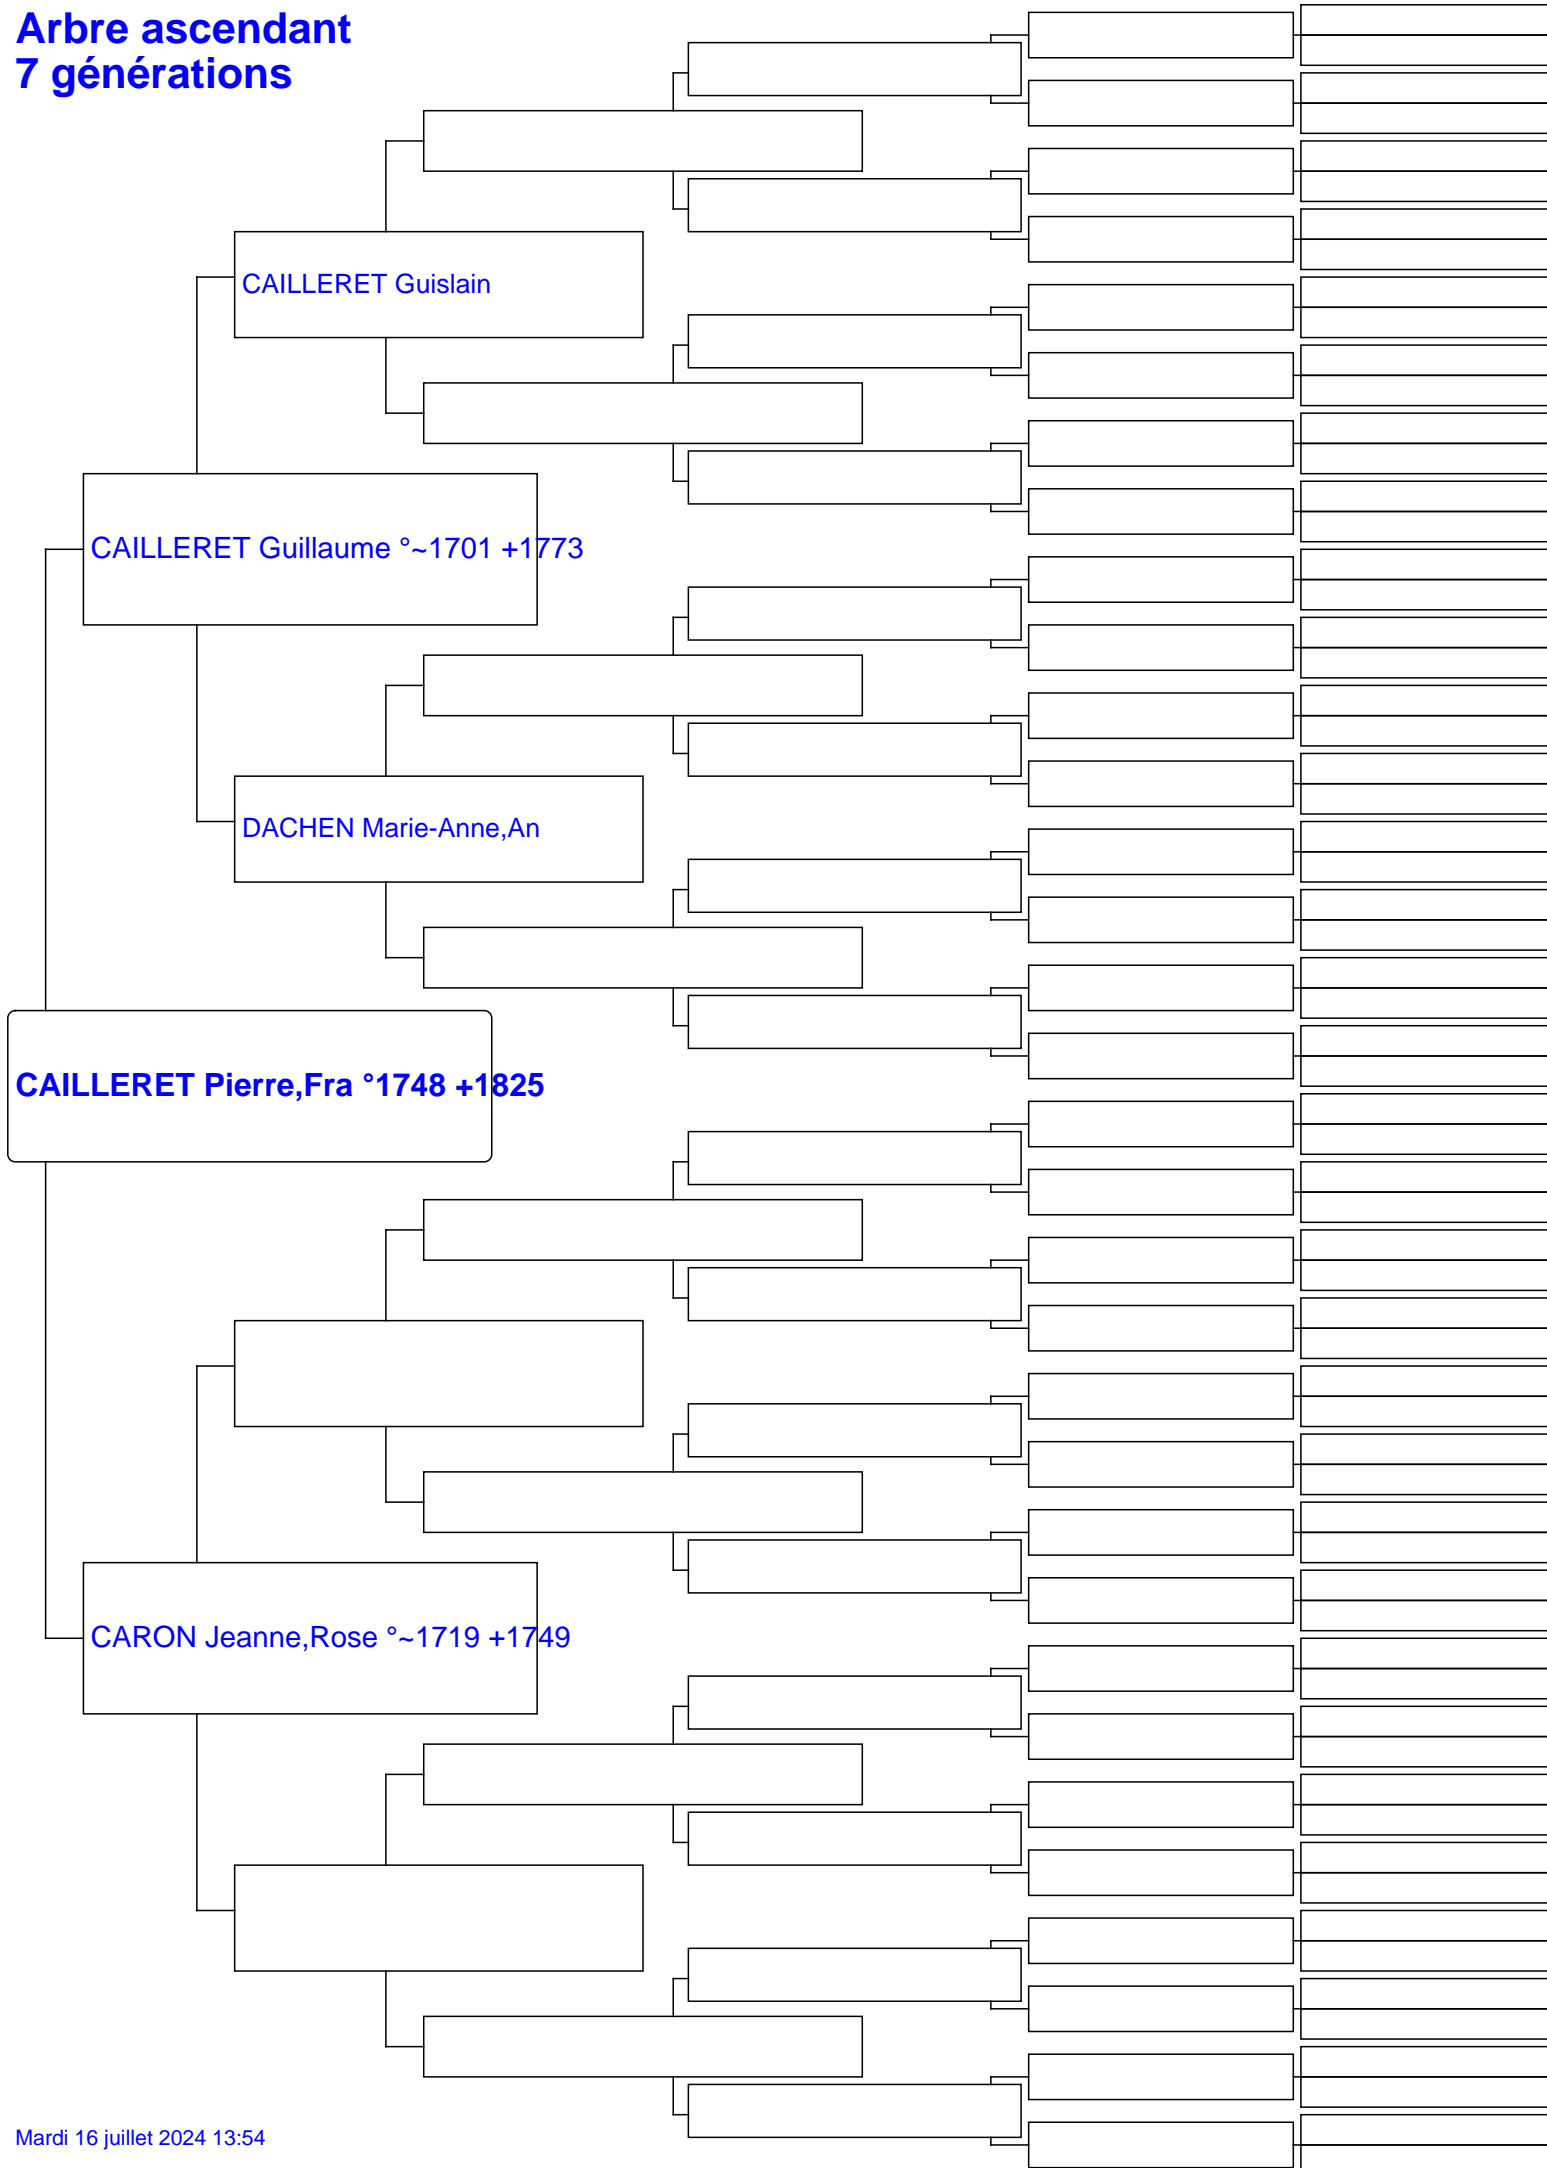 Arbre ascendant
7 générations
CAILLERET Guislain
CAILLERET Guillaume °~1701 +1773
DACHEN Marie-Anne,An
CAILLERET Pierre,Fra °1748 +1825
CARON Jeanne,Rose °~1719 +1749
Mardi 16 juillet 2024 13:54